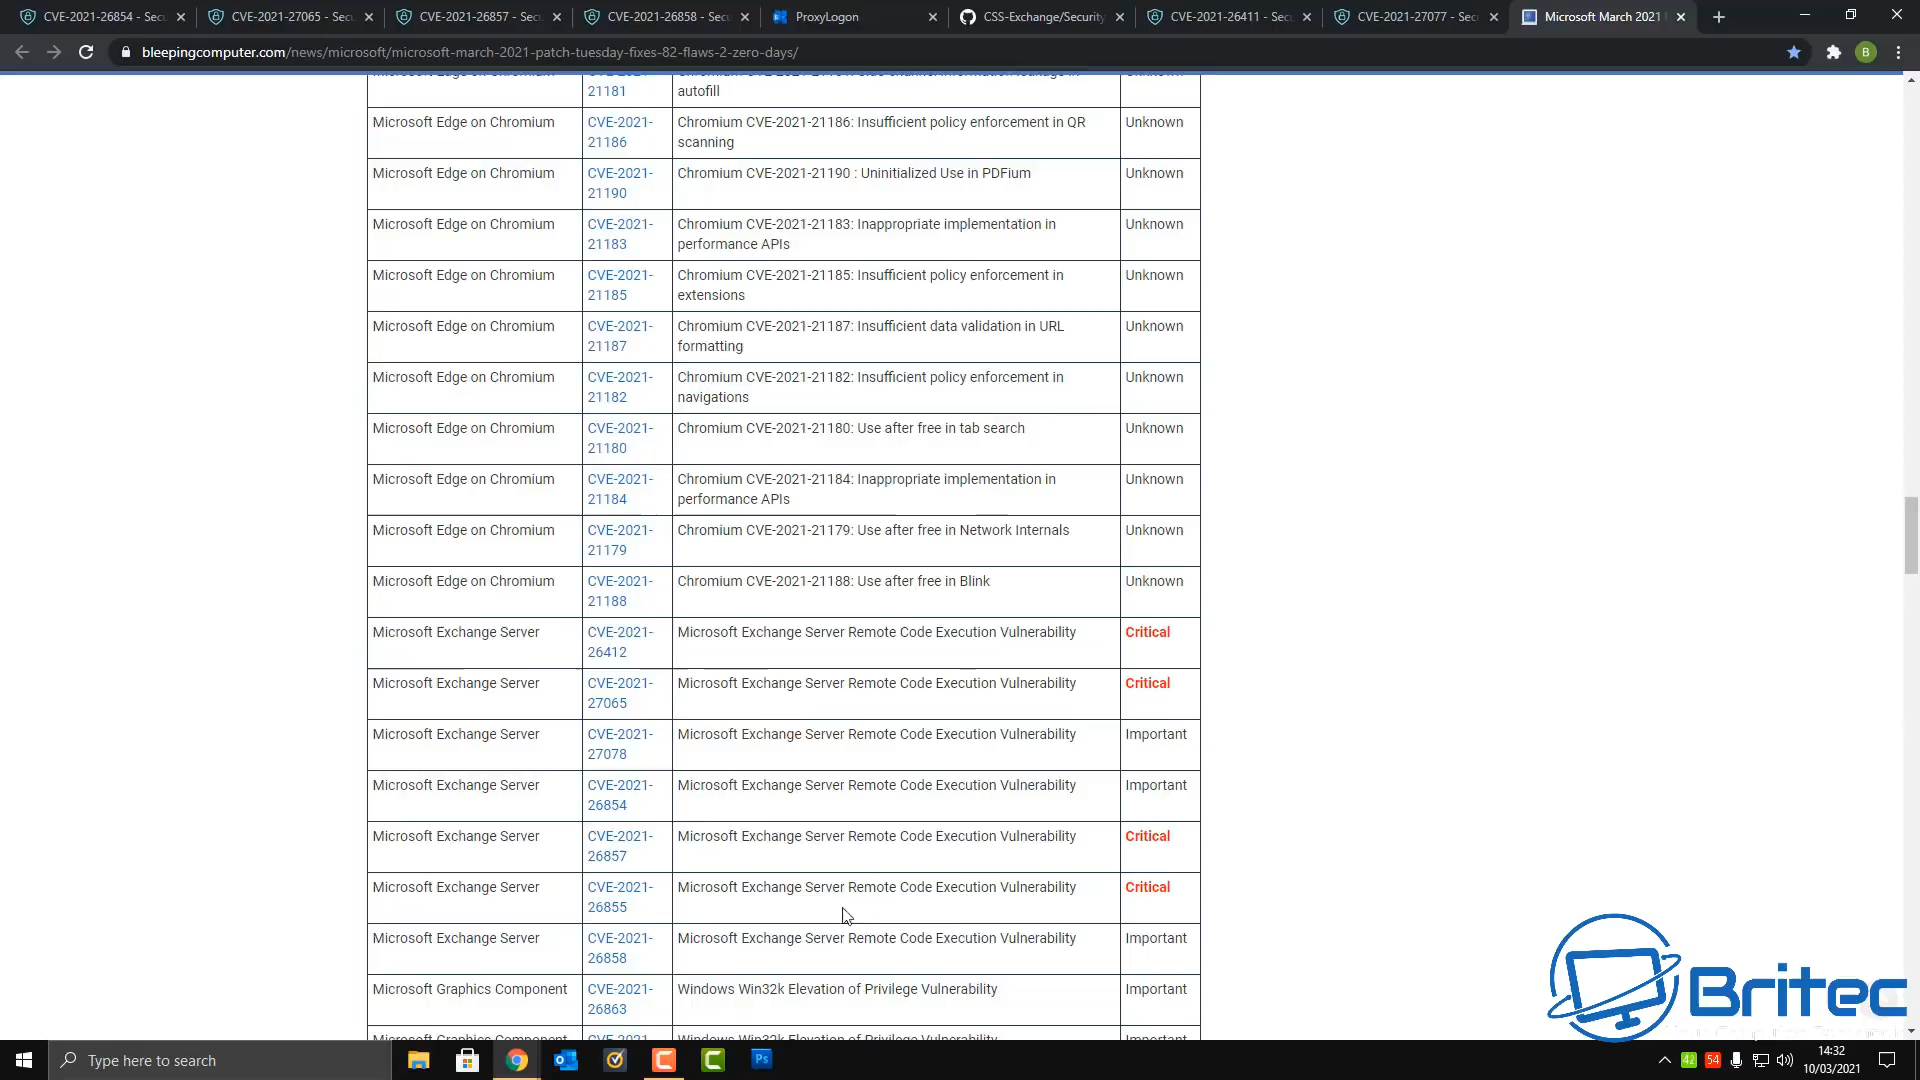 CVE-2021-26854 - Secu
CVE-2021-27065 - Secu
CVE-2021-26857 - Secu
CVE-2021-26858 - Secu
ProxyLogon
CSS-Exchange/Security
CVE-2021-26411 - Secu
CVE-2021-27077 - Secu
Microsoft March 2021
bleepingcomputer.com/news/microsoft/microsoft-march-2021-patch-tuesday-fixes-82-flaws-2-zero-days/
B
21181
autofill
Microsoft Edge on Chromium CVE-2021- Chromium CVE-2021-21186: Insufficient policy enforcement in QR Unknown
21186 scanning
Microsoft Edge on Chromium CVE-2021- Chromium CVE-2021-21190 : Uninitialized Use in PDFium Unknown
21190
Microsoft Edge on Chromium CVE-2021- Chromium CVE-2021-21183: Inappropriate implementation in Unknown
21183 performance APIs
Microsoft Edge on Chromium CVE-2021- Chromium CVE-2021-21185: Insufficient policy enforcement in Unknown
21185 extensions
Microsoft Edge on Chromium CVE-2021- Chromium CVE-2021-21187: Insufficient data validation in URL Unknown
21187 formatting
Microsoft Edge on Chromium CVE-2021- Chromium CVE-2021-21182: Insufficient policy enforcement in Unknown
21182 navigations
Microsoft Edge on Chromium CVE-2021- Chromium CVE-2021-21180: Use after free in tab search Unknown
21180
Microsoft Edge on Chromium CVE-2021- Chromium CVE-2021-21184: Inappropriate implementation in Unknown
21184 performance APIs
Microsoft Edge on Chromium CVE-2021- Chromium CVE-2021-21179: Use after free in Network Internals Unknown
21179
Microsoft Edge on Chromium CVE-2021- Chromium CVE-2021-21188: Use after free in Blink Unknown
21188
Microsoft Exchange Server CVE-2021- Microsoft Exchange Server Remote Code Execution Vulnerability Critical
26412
Microsoft Exchange Server CVE-2021- Microsoft Exchange Server Remote Code Execution Vulnerability Critical
27065
Microsoft Exchange Server CVE-2021- Microsoft Exchange Server Remote Code Execution Vulnerability Important
27078
Microsoft Exchange Server CVE-2021- Microsoft Exchange Server Remote Code Execution Vulnerability Important
26854
Microsoft Exchange Server CVE-2021- Microsoft Exchange Server Remote Code Execution Vulnerability Critical
26857
Microsoft Exchange Server CVE-2021- Microsoft Exchange Server Remote Code Execution Vulnerability Critical
26855
Microsoft Exchange Server CVE-2021- Microsoft Exchange Server Remote Code Execution Vulnerability Important
26858
Microsoft Graphics Component CVE-2021- Windows Win32k Elevation of Privilege Vulnerability Important
26863
Britec
Type here to search
Ps
42
54
14:32
10/03/2021